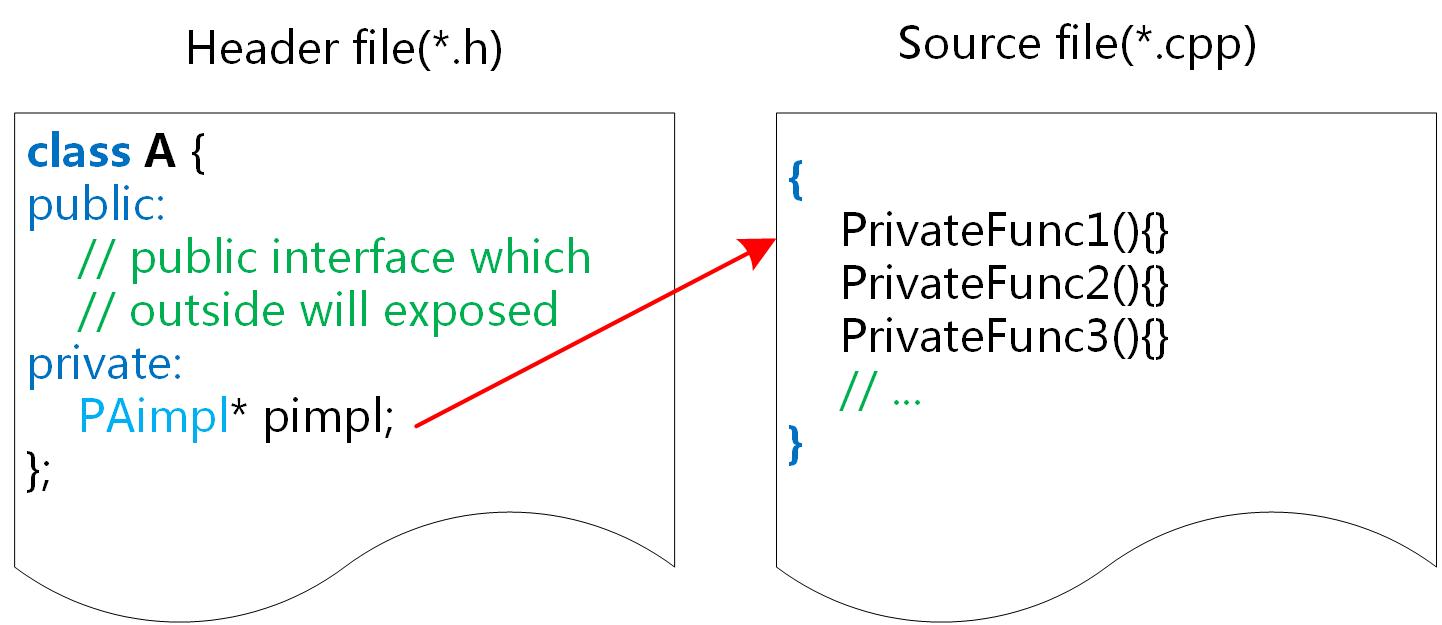 Header file(*.h)
class A {
public:
// public interface which
// outside will exposed
private:
PAimpl* pimpl;
};
Source file(*.cpp)
{
PrivateFunc1(){}
PrivateFunc2(){}
PrivateFunc3(){}
// ...
}